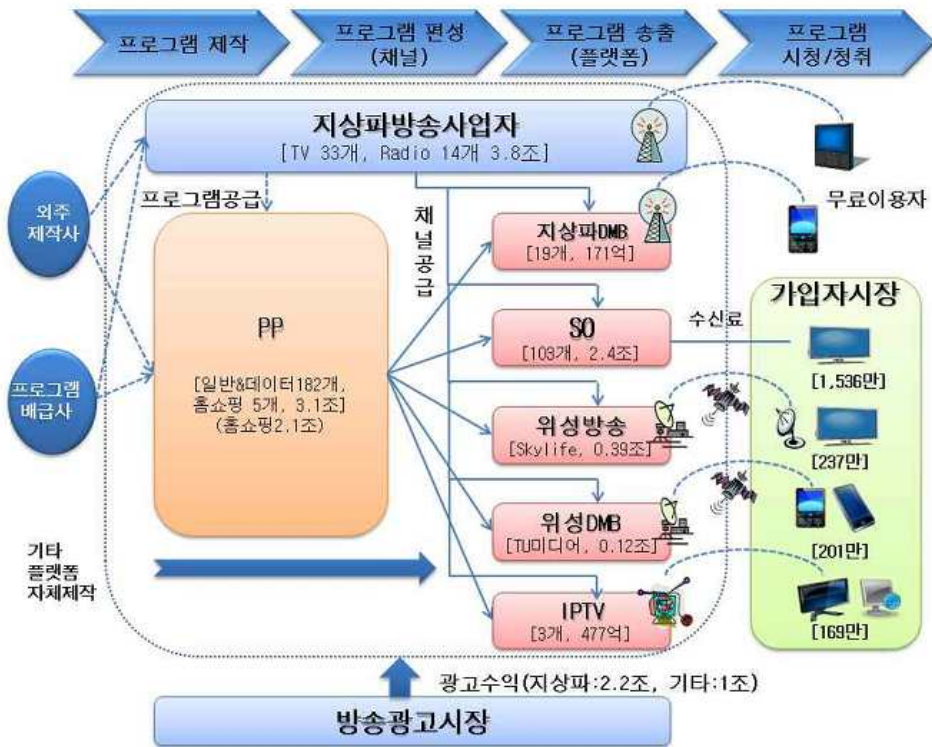 프로그램 제작
프로그램 편성
(채널)
프로그램 송출
(플랫폼)
프로그램
시청/청취
지상파방송사업자
[TV 33개, Radio 14개 3.8조]
외주
제작사
프로그램공급
채널공급
무료이용자
지상파DMB
[19개, 171억]
PP
[일반&데이터182개,
홈쇼핑 5개, 3.1조]
(홈쇼핑2.1조)
SO
[103개, 2.4조]
수신료
가입자시장
[1,536만]
프로그램
배급사
위성방송
[Skylife, 0.39조]
[237만]
위성DMB
[TU미디어, 0.12조]
[201만]
기타
플랫폼
자체제작
IPTV
[3개, 477억]
[169만]
광고수익(지상파:2.2조, 기타:1조)
방송광고시장